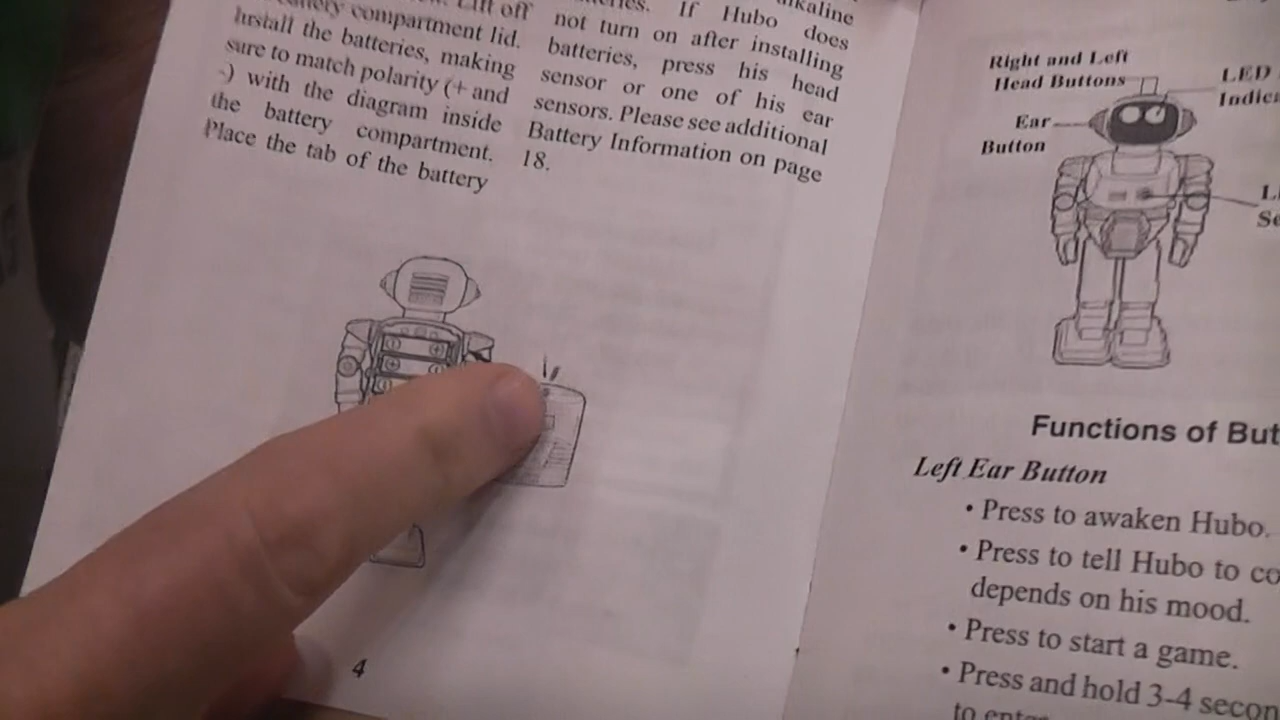 Lift off
battery compartment lid.
Install the batteries, making
sure to match polarity (+ and
-) with the diagram inside
the battery compartment.
Place the tab of the battery
alkaline
If Hubo does
not turn on after installing
batteries, press his head
sensor or one of his ear
sensors. Please see additional
Battery Information on page
18.
4
Right and Left
Head Buttons
LED
Ear
Button
Functions of But
Left Ear Button
• Press to awaken Hubo.
• Press to tell Hubo to co
depends on his mood.
• Press to start a game.
• Press and hold 3-4 secon
to enter